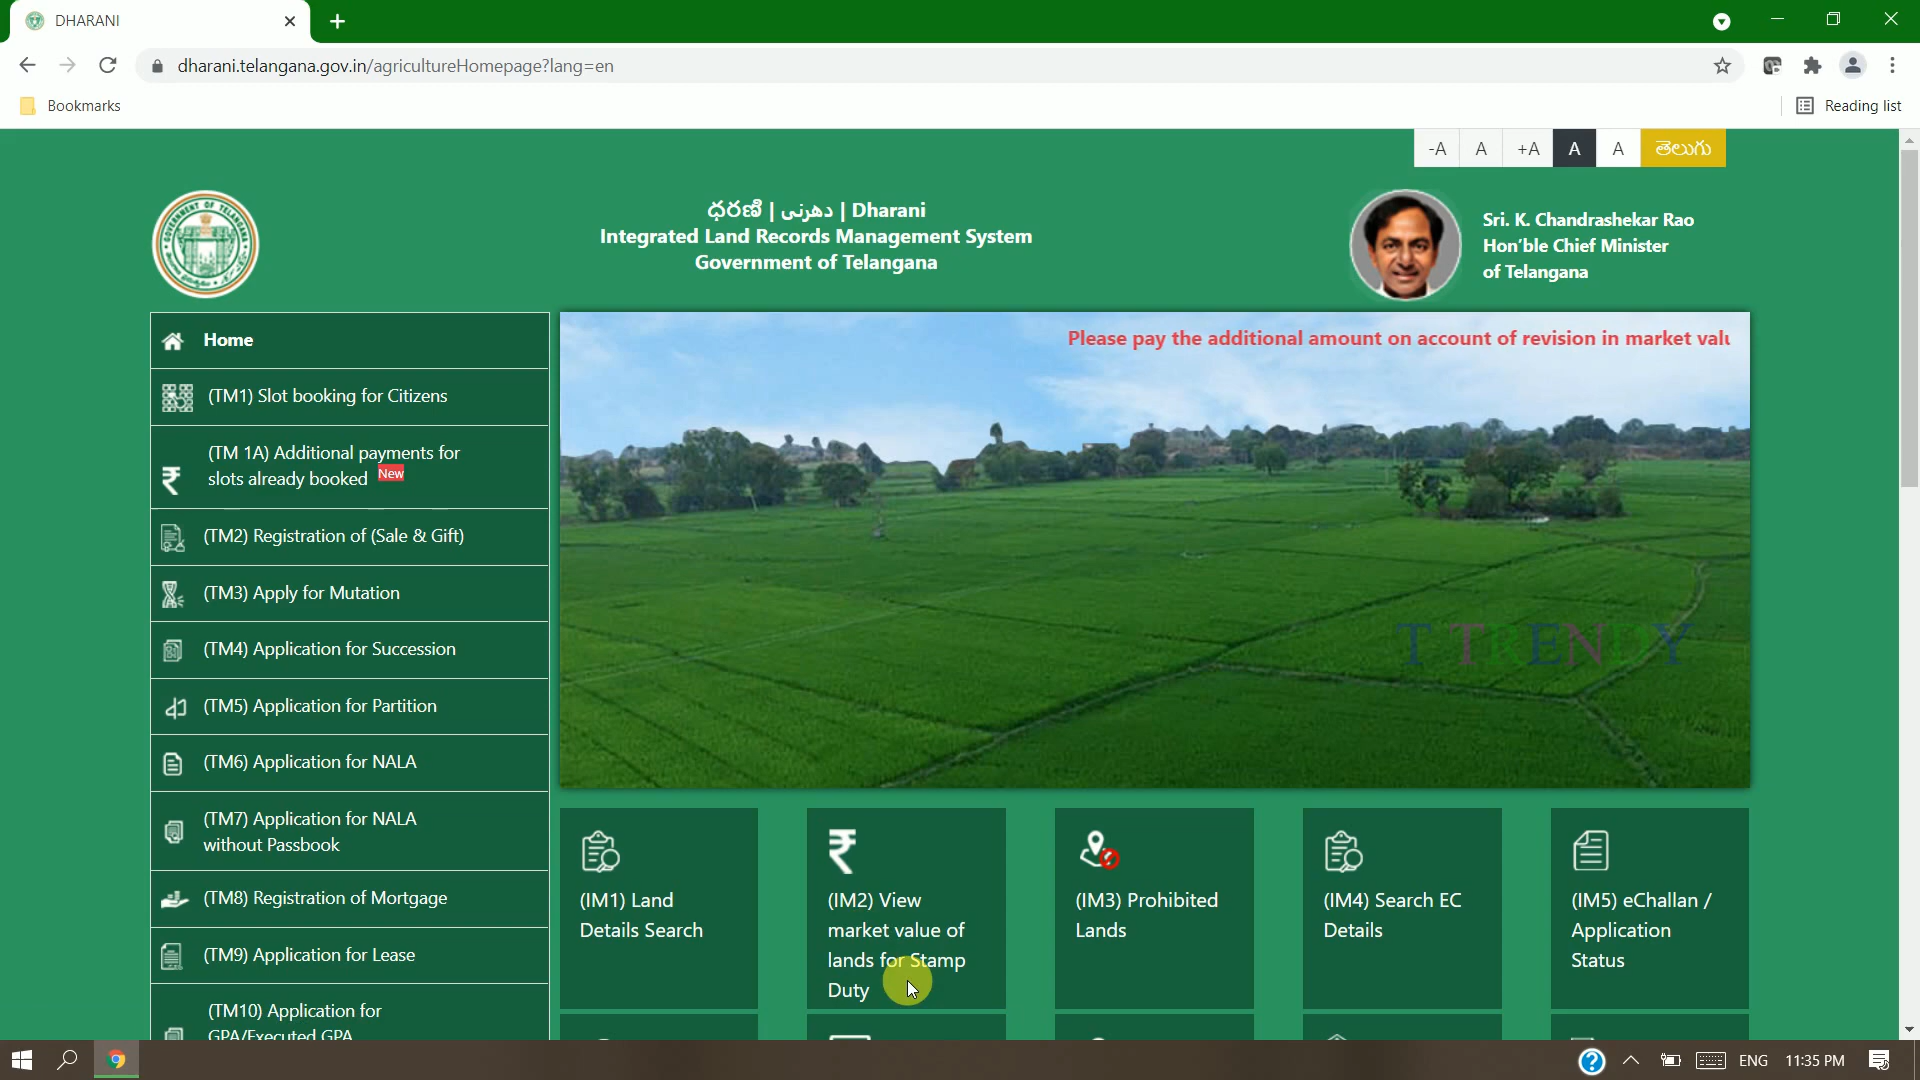 DHARANI
dharani.telangana.gov.in/agricultureHomepage?lang=en
Bookmarks
Reading list
-A A +A A A తెలుగు
ధరణి | دھرنی | Dharani
Integrated Land Records Management System
Government of Telangana
Sri. K. Chandrashekar Rao
Hon'ble Chief Minister
of Telangana
Please pay the additional amount on account of revision in market valu
Home
(TM1) Slot booking for Citizens
(TM 1A) Additional payments for
slots already booked New
(TM2) Registration of (Sale & Gift)
(TM3) Apply for Mutation
(TM4) Application for Succession
(TM5) Application for Partition
(TM6) Application for NALA
(TM7) Application for NALA
without Passbook
(TM8) Registration of Mortgage
(TM9) Application for Lease
(TM10) Application for
GPA/Executed GPA
T TRENDY
(IM1) Land
Details Search
(IM2) View
market value of
lands for Stamp
Duty
(IM3) Prohibited
Lands
(IM4) Search EC
Details
(IM5) eChallan /
Application
Status
ENG 11:35 PM